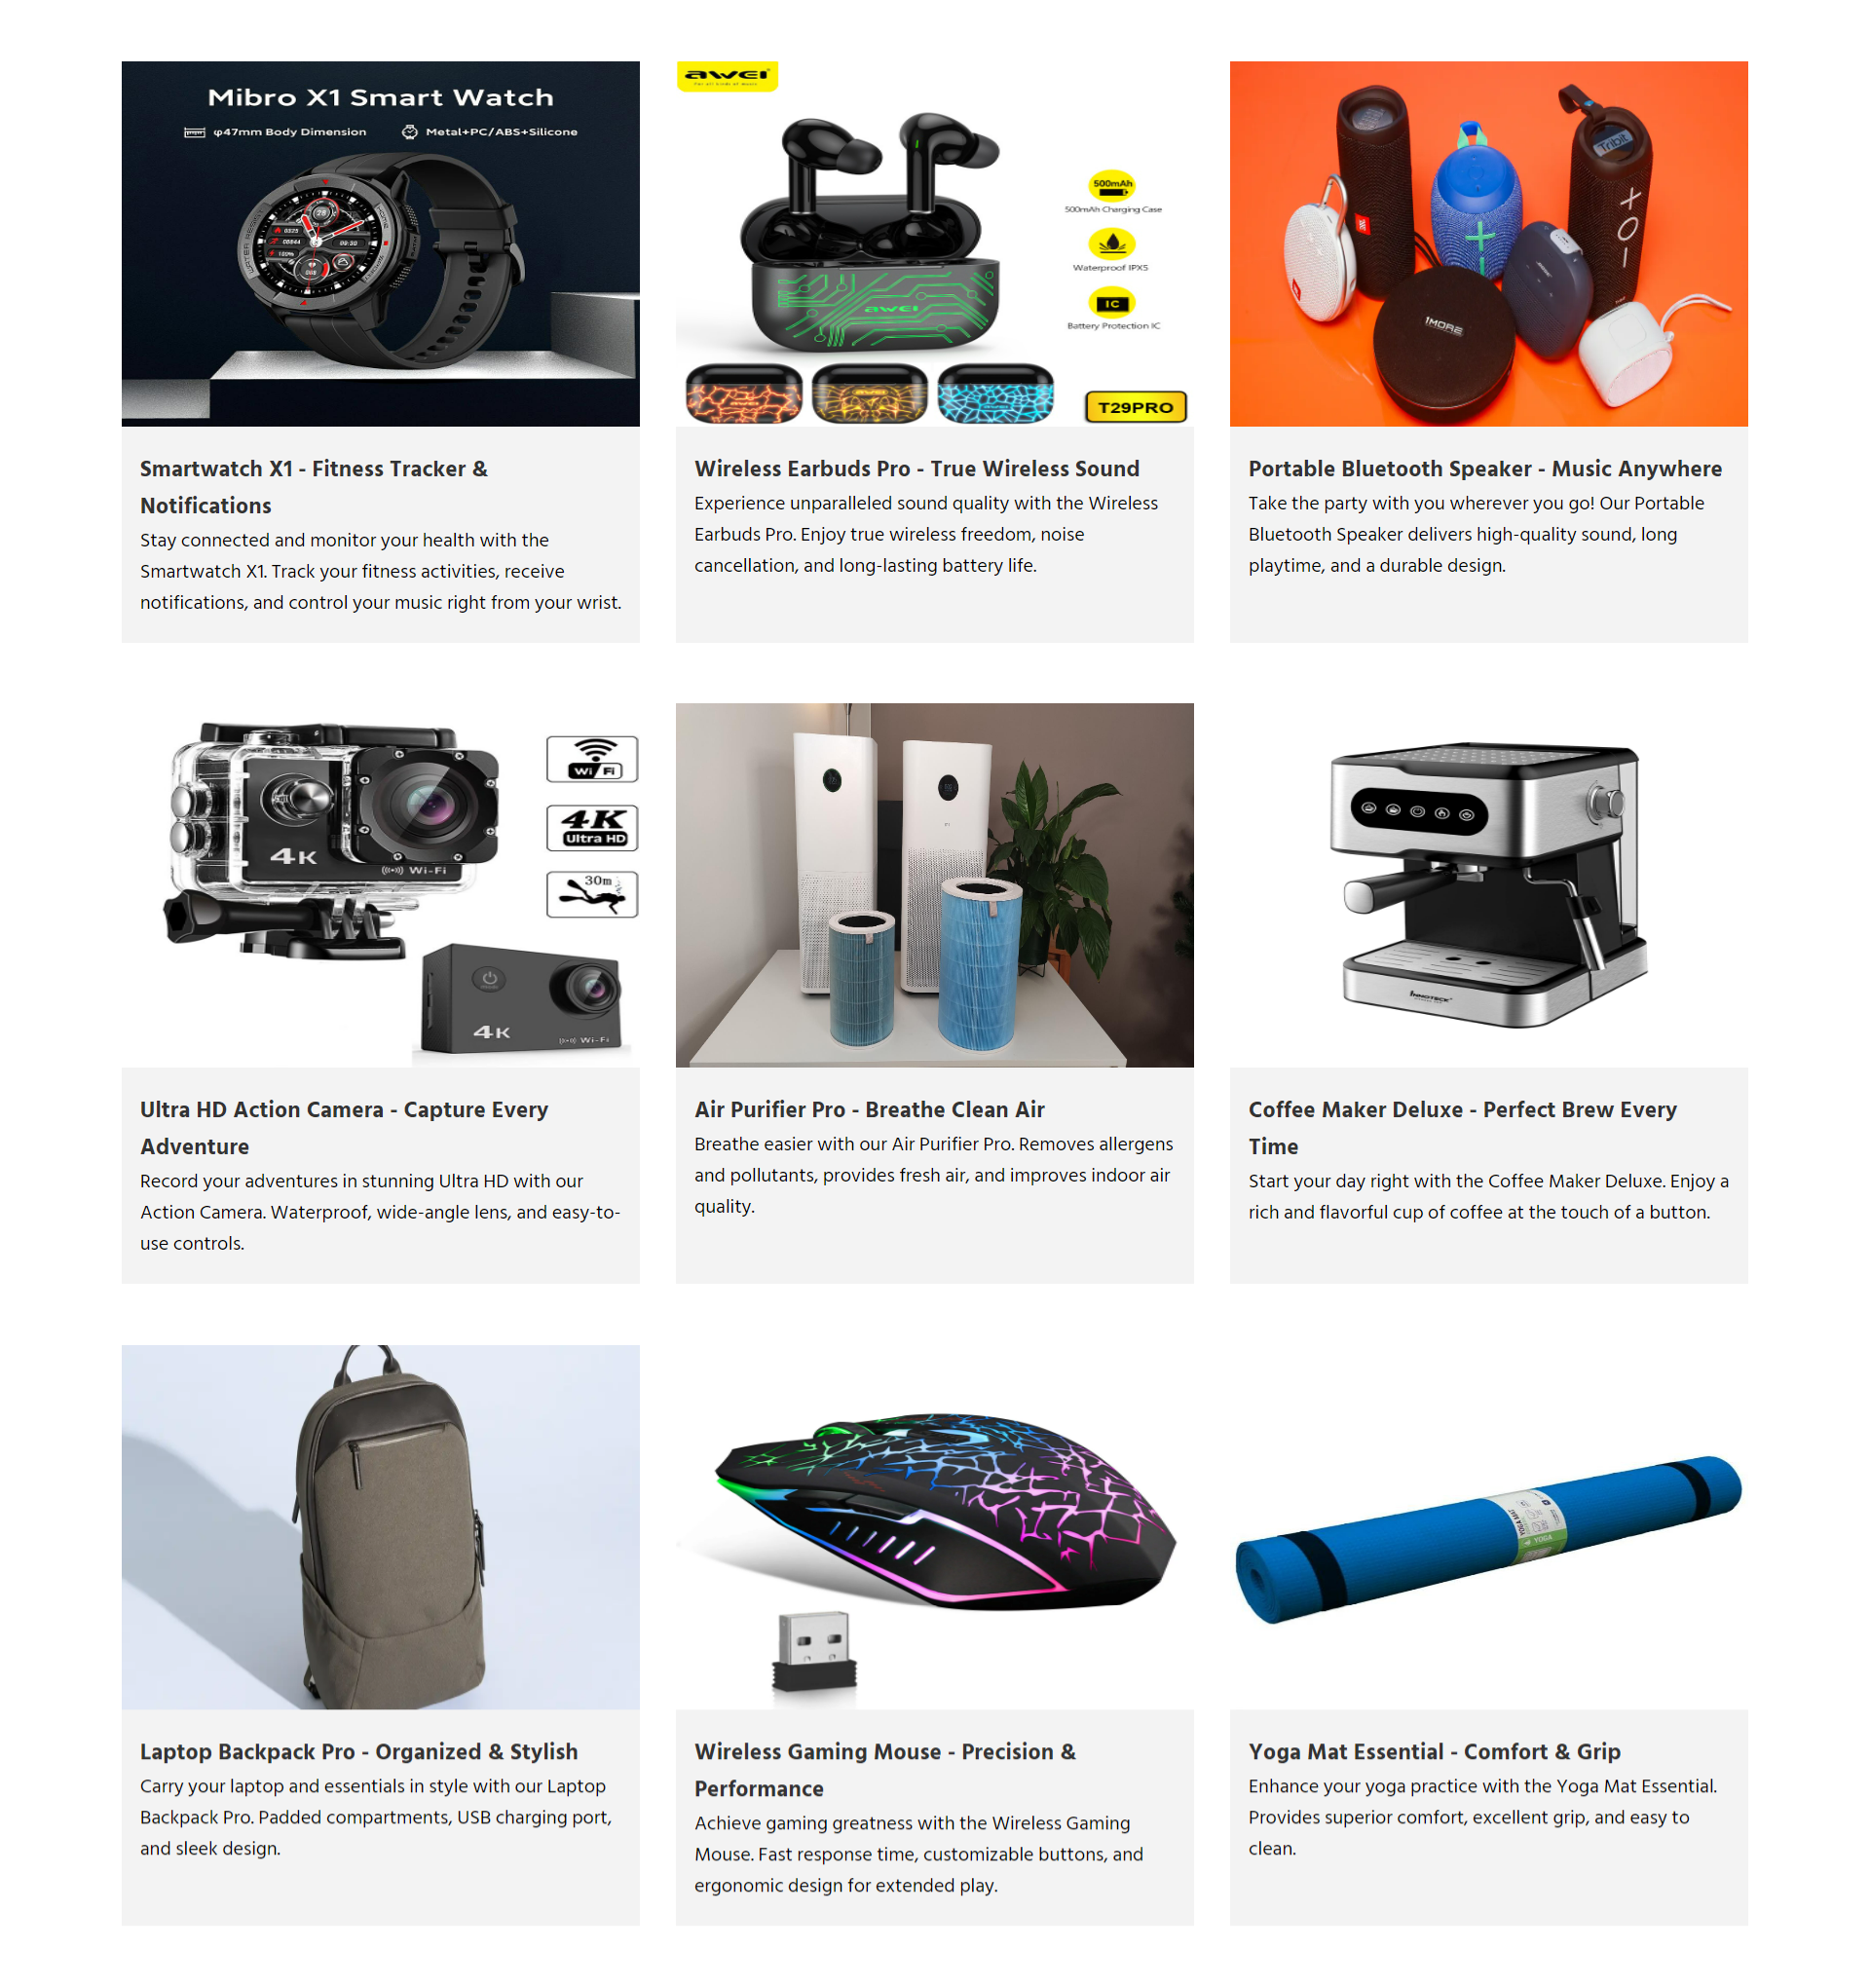 Mibro X1 Smart Watch
φ47mm Body Dimension
Metal+PC/ABS+Silicone
Smartwatch X1 - Fitness Tracker &
Notifications
Stay connected and monitor your health with the
Smartwatch X1. Track your fitness activities, receive
notifications, and control your music right from your wrist.
awei
500mAh
500mAh Charging Case
Waterproof IPX5
IC
Battery Protection IC
awei
T29PRO
Wireless Earbuds Pro - True Wireless Sound
Experience unparalleled sound quality with the Wireless
Earbuds Pro. Enjoy true wireless freedom, noise
cancellation, and long-lasting battery life.
Tribit
JBL
1MORE
Portable Bluetooth Speaker - Music Anywhere
Take the party with you wherever you go! Our Portable
Bluetooth Speaker delivers high-quality sound, long
playtime, and a durable design.
4K
Wi-Fi
WiFi
4K
Ultra HD
30m
4K
Wi-Fi
Ultra HD Action Camera - Capture Every
Adventure
Record your adventures in stunning Ultra HD with our
Action Camera. Waterproof, wide-angle lens, and easy-to-
use controls.
Air Purifier Pro - Breathe Clean Air
Breathe easier with our Air Purifier Pro. Removes allergens
and pollutants, provides fresh air, and improves indoor air
quality.
INNOTECK
Coffee Maker Deluxe - Perfect Brew Every
Time
Start your day right with the Coffee Maker Deluxe. Enjoy a
rich and flavorful cup of coffee at the touch of a button.
Laptop Backpack Pro - Organized & Stylish
Carry your laptop and essentials in style with our Laptop
Backpack Pro. Padded compartments, USB charging port,
and sleek design.
Wireless Gaming Mouse - Precision &
Performance
Achieve gaming greatness with the Wireless Gaming
Mouse. Fast response time, customizable buttons, and
ergonomic design for extended play.
YOGA MAT
YOGA
Yoga Mat Essential - Comfort & Grip
Enhance your yoga practice with the Yoga Mat Essential.
Provides superior comfort, excellent grip, and easy to
clean.